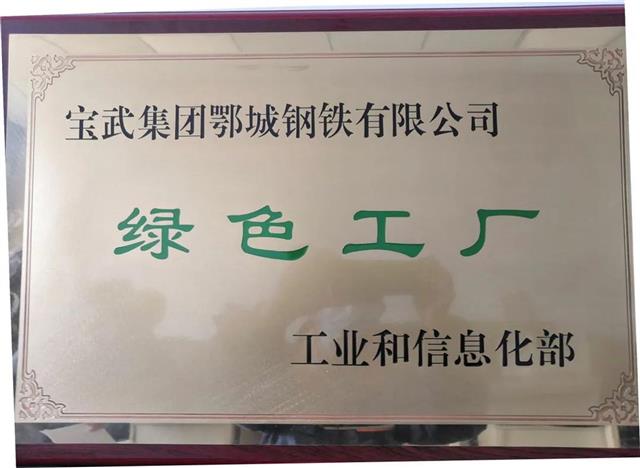 宝武集团鄂城钢铁有限公司
绿色工厂
工业和信息化部